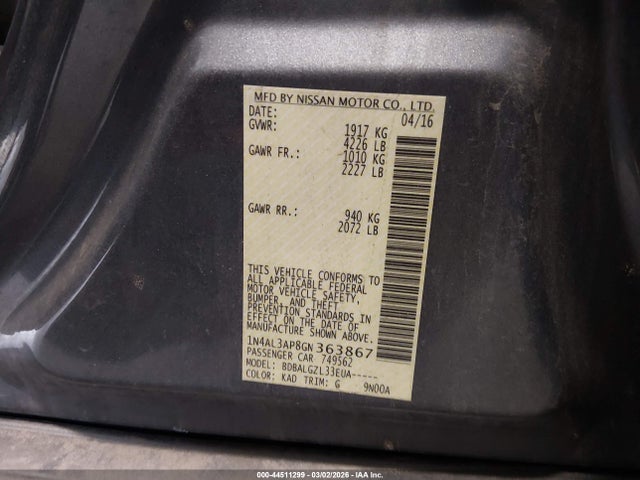 MFD BY NISSAN MOTOR CO., LTD.
DATE: 04/16
GVWR: 1917 KG
4226 LB
GAWR FR.: 1010 KG
2227 LB
GAWR RR.: 940 KG
2072 LB
THIS VEHICLE CONFORMS TO
ALL APPLICABLE FEDERAL
MOTOR VEHICLE SAFETY,
BUMPER, AND THEFT
PREVENTION STANDARDS IN
EFFECT ON THE DATE OF
MANUFACTURE SHOWN ABOVE.
1N4AL3AP8GN363867
PASSENGER CAR 749562
MODEL: BDBALGZL33EUA-----
COLOR: KAD TRIM: G 9N00A
000-44511299 - 03/02/2026 - IAA Inc.